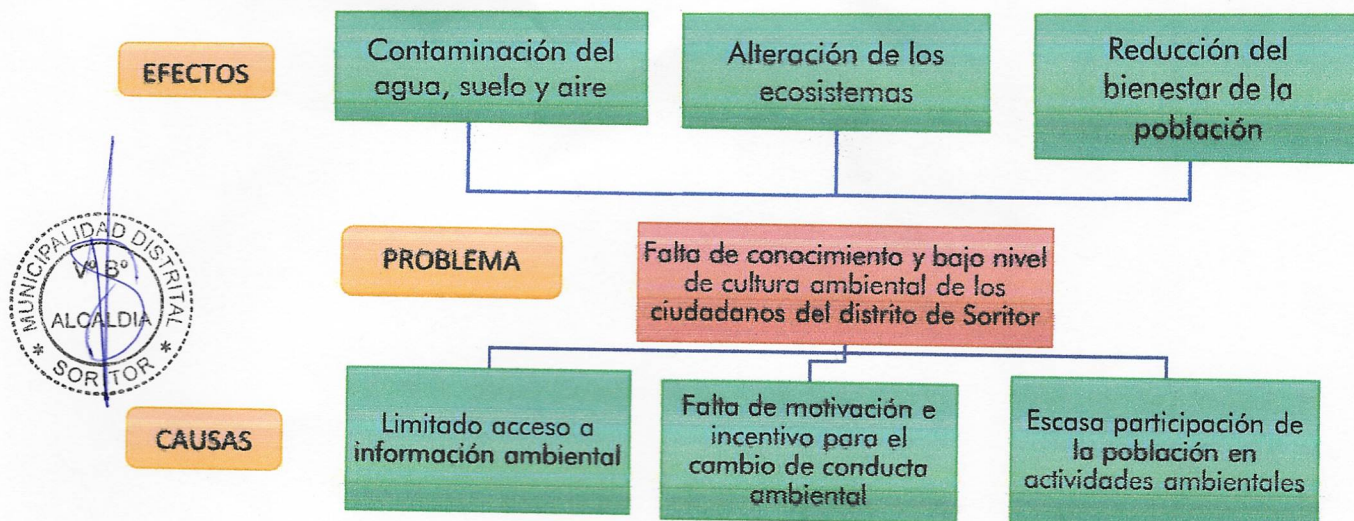 EFECTOS
Contaminación del
agua, suelo y aire
Alteración de los
ecosistemas
Reducción del
bienestar de la
población
MUNICIPALIDAD DISTRITAL
Vº Bº
ALCALDIA
* SORITOR *
PROBLEMA
Falta de conocimiento y bajo nivel
de cultura ambiental de los
ciudadanos del distrito de Soritor
CAUSAS
Limitado acceso a
información ambiental
Falta de motivación e
incentivo para el
cambio de conducta
ambiental
Escasa participación de
la población en
actividades ambientales